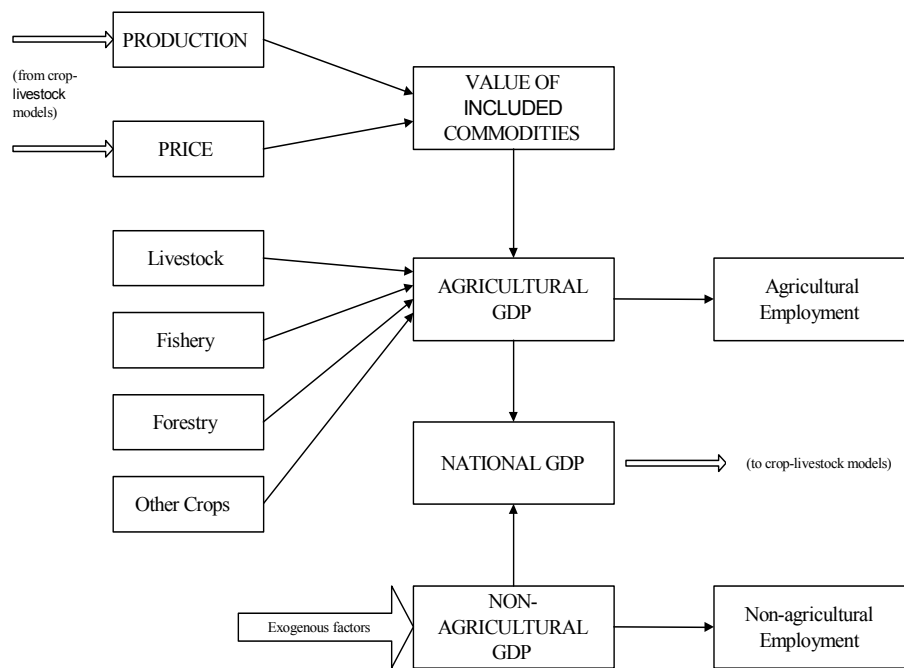 PRODUCTION
(from crop-
livestock
models)
PRICE
VALUE OF
INCLUDED
COMMODITIES
Livestock
Fishery
Forestry
Other Crops
AGRICULTURAL
GDP
Agricultural
Employment
NATIONAL GDP
(to crop-livestock models)
Exogenous factors
NON-
AGRICULTURAL
GDP
Non-agricultural
Employment